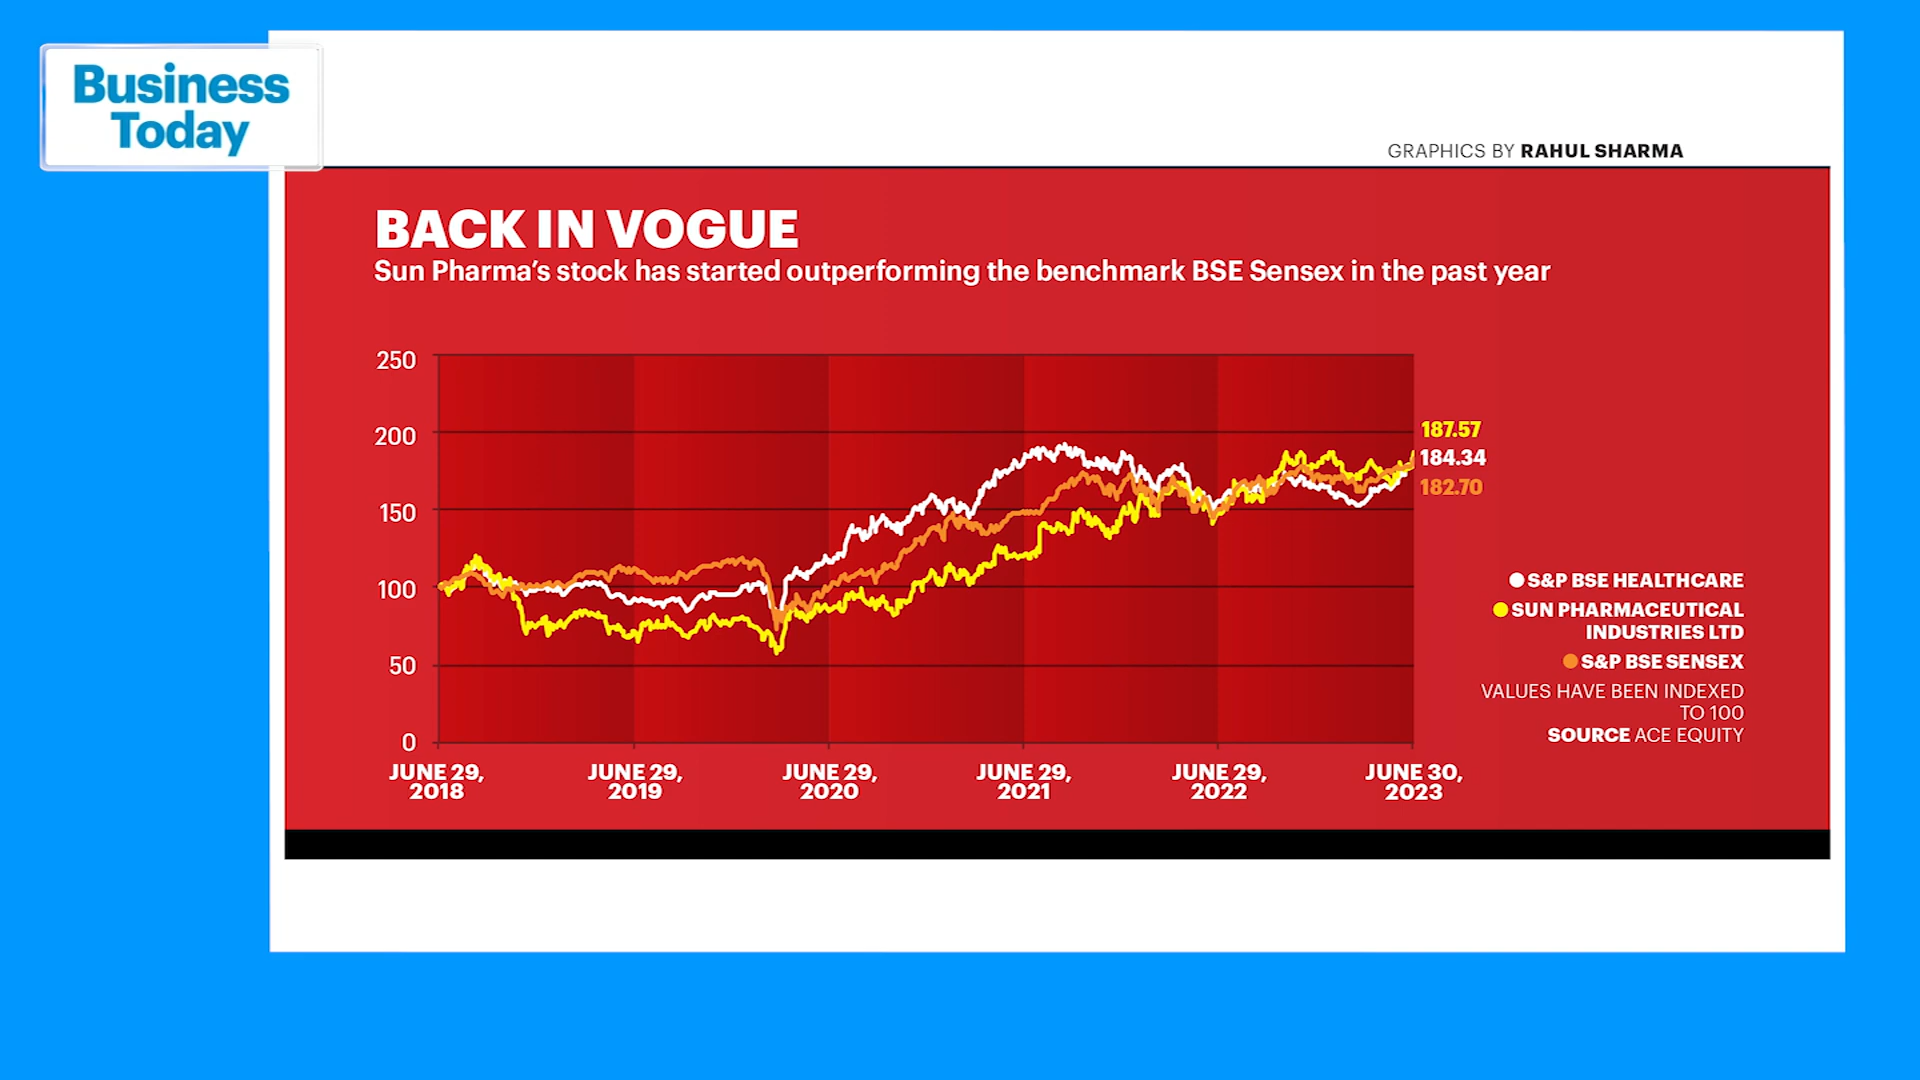 Business
Today
GRAPHICS BY RAHUL SHARMA
BACK IN VOGUE
Sun Pharma's stock has started outperforming the benchmark BSE Sensex in the past year
250
200
150
100
50
0
187.57
184.34
182.70
S&P BSE HEALTHCARE
SUN PHARMACEUTICAL
INDUSTRIES LTD
S&P BSE SENSEX
VALUES HAVE BEEN INDEXED
TO 100
SOURCE ACE EQUITY
JUNE 29,
2018
JUNE 29,
2019
JUNE 29,
2020
JUNE 29,
2021
JUNE 29,
2022
JUNE 30,
2023